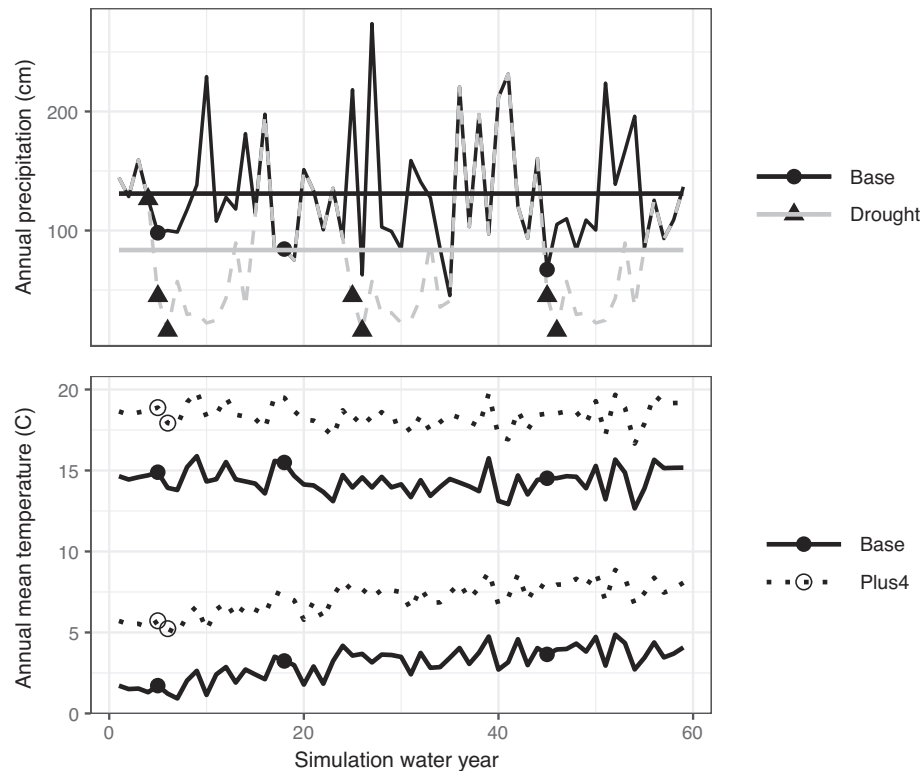 Annual precipitation (cm)
200
100
Base
Drought
Annual mean temperature (C)
20
15
10
5
0
Base
Plus4
0
20
40
60
Simulation water year